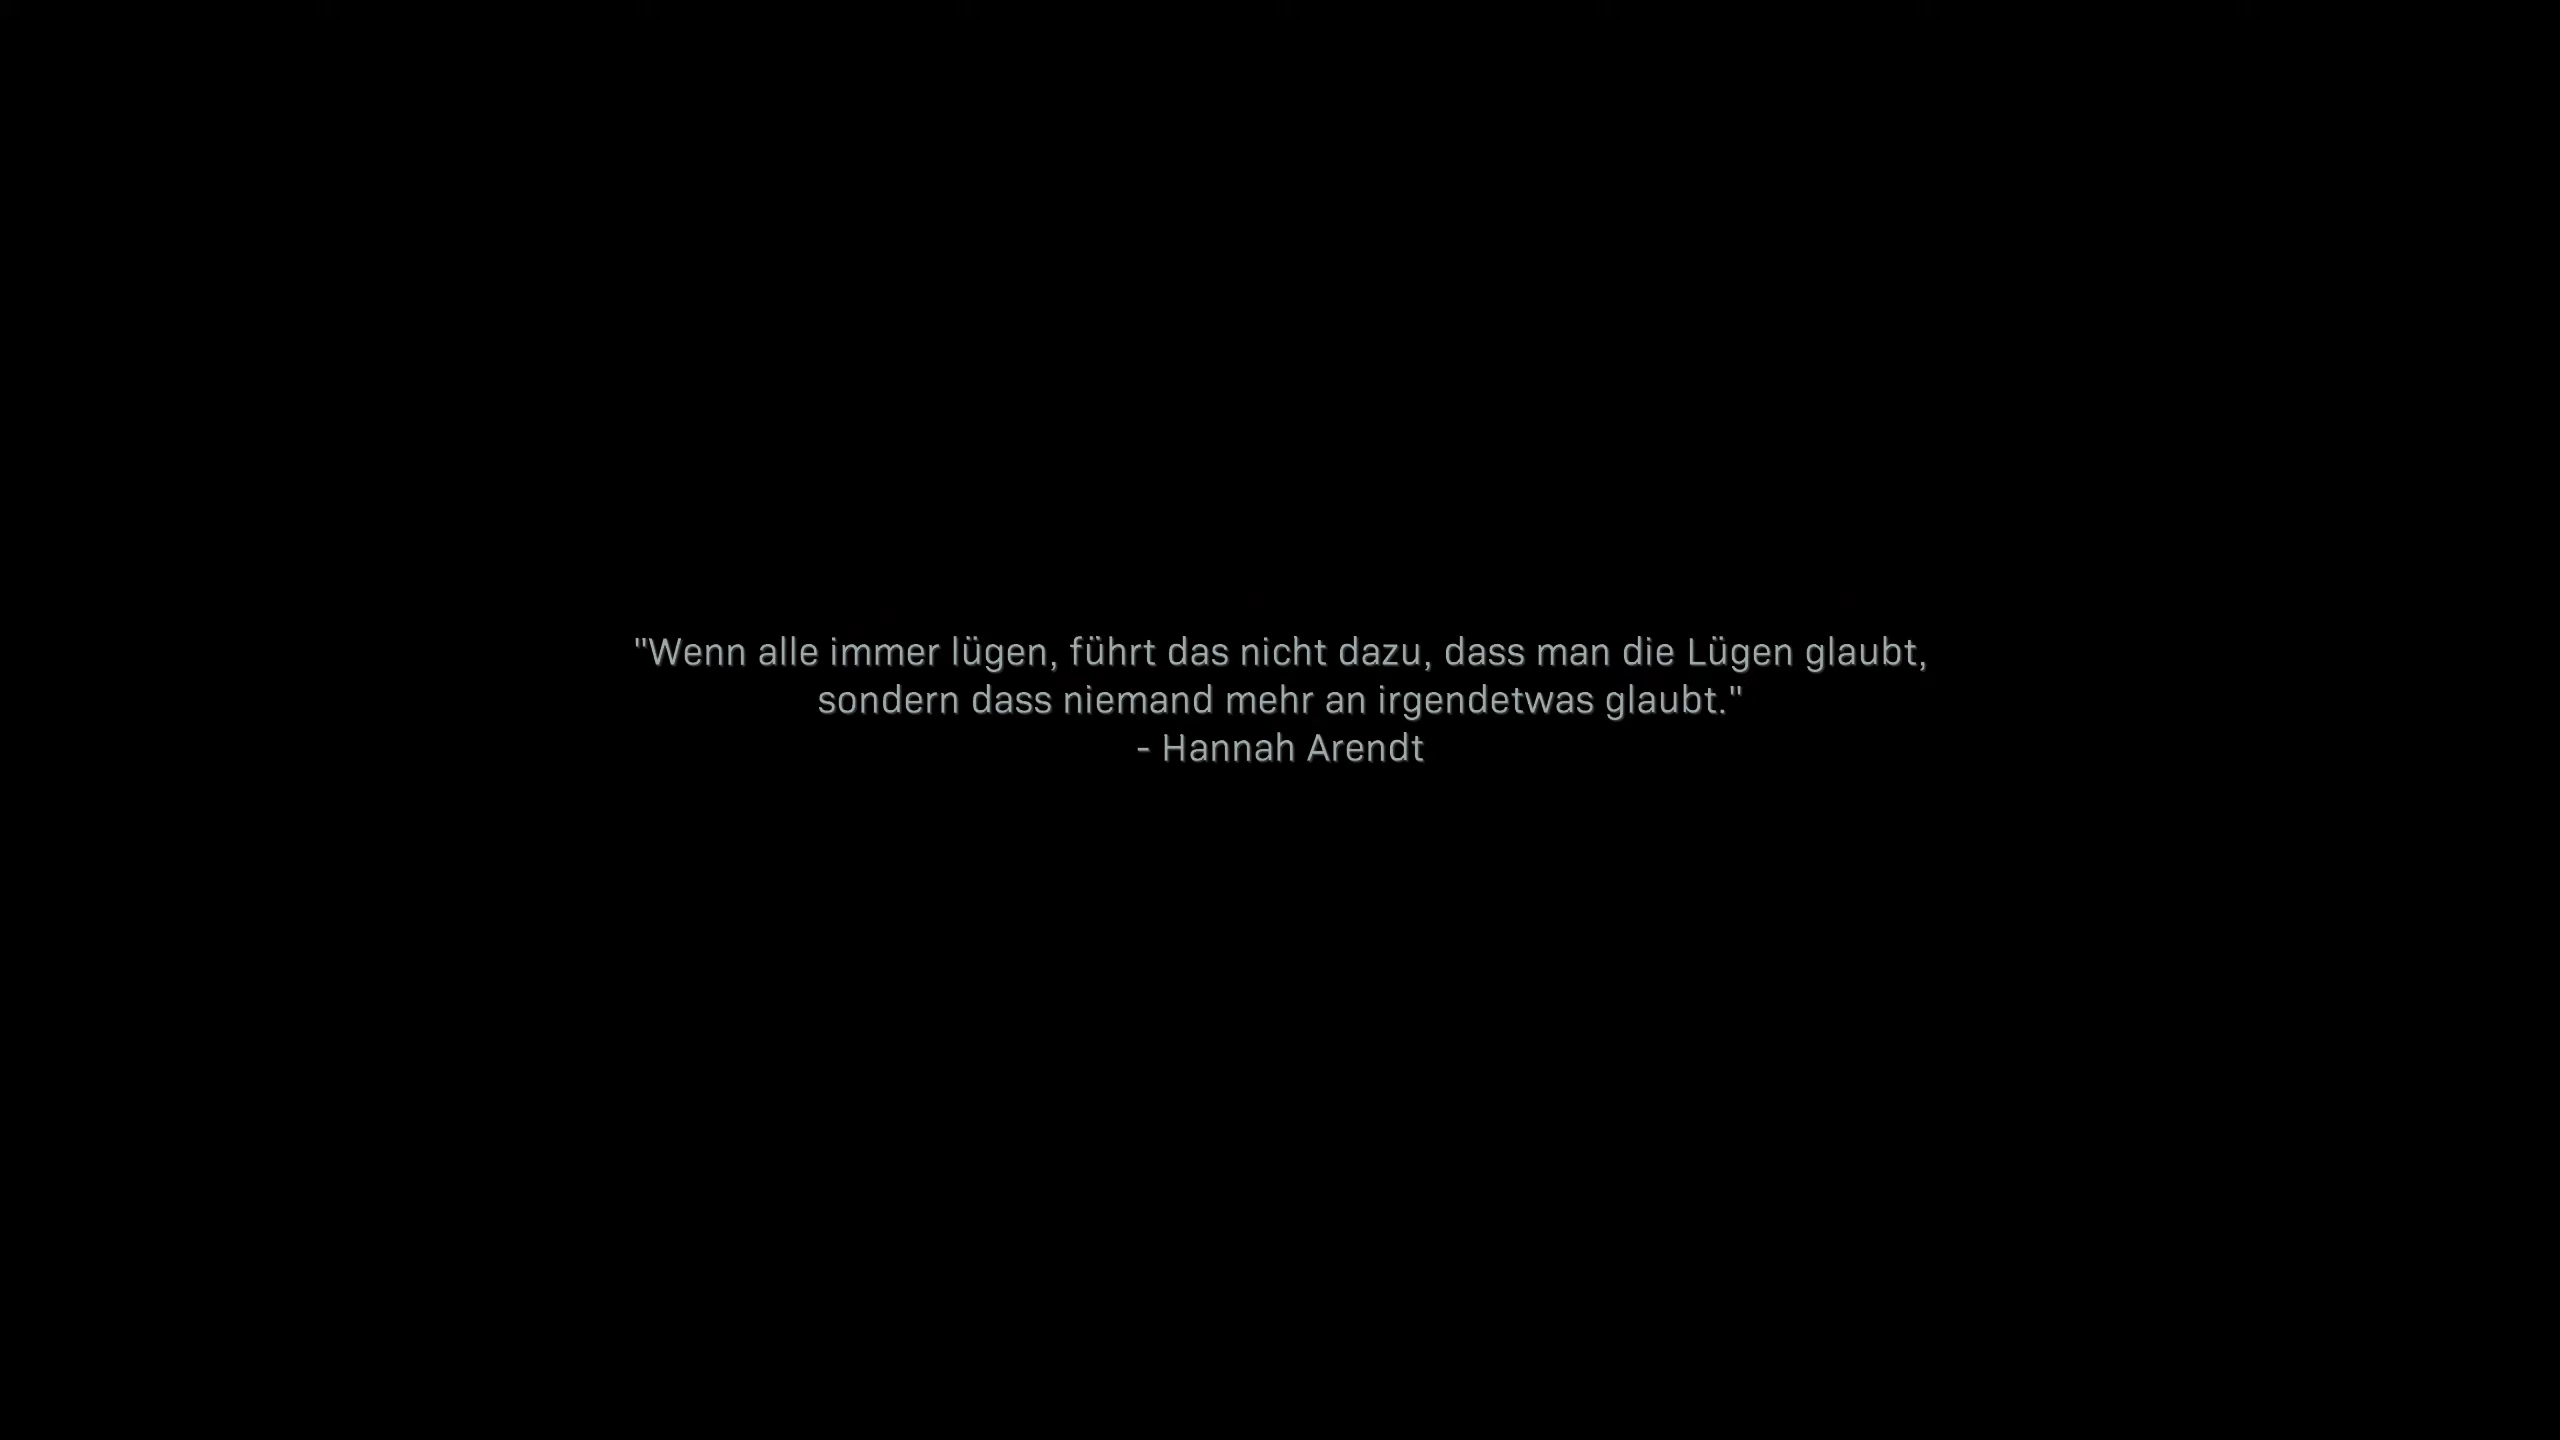 "Wenn alle immer lügen, führt das nicht dazu, dass man die Lügen glaubt,
sondern dass niemand mehr an irgendetwas glaubt."
- Hannah Arendt